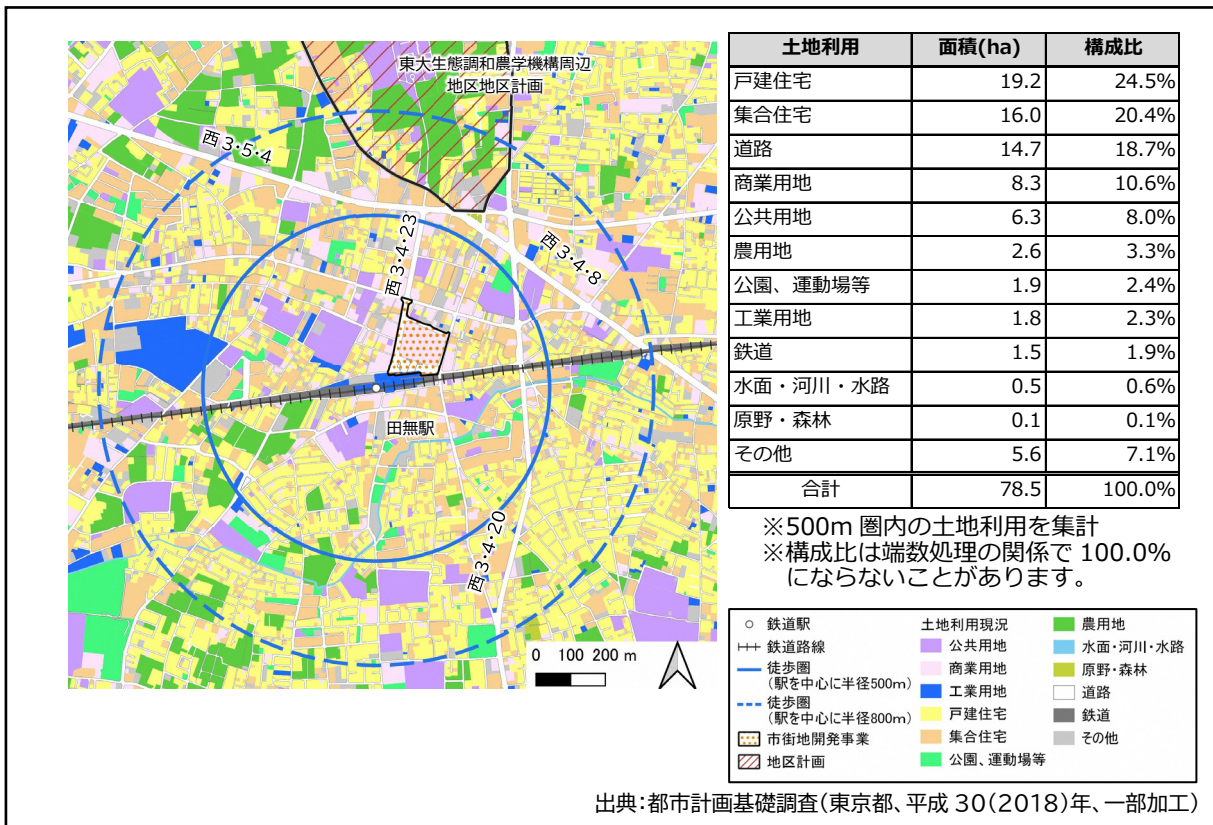 東大生態調和農学機構周辺
地区地区計画
西3・5・4
西3・4・23
西3・4・8
田無駅
西3・4・20
0 100 200 m
土地利用 面積(ha) 構成比
戸建住宅 19.2 24.5%
集合住宅 16.0 20.4%
道路 14.7 18.7%
商業用地 8.3 10.6%
公共用地 6.3 8.0%
農用地 2.6 3.3%
公園、運動場等 1.9 2.4%
工業用地 1.8 2.3%
鉄道 1.5 1.9%
水面・河川・水路 0.5 0.6%
原野・森林 0.1 0.1%
その他 5.6 7.1%
合計 78.5 100.0%
※500m 圏内の土地利用を集計
※構成比は端数処理の関係で 100.0%
にならないことがあります。
鉄道駅
鉄道路線
徒歩圏
(駅を中心に半径500m)
徒歩圏
(駅を中心に半径800m)
市街地開発事業
地区計画
土地利用現況
公共用地
商業用地
工業用地
戸建住宅
集合住宅
公園、運動場等
農用地
水面・河川・水路
原野・森林
道路
鉄道
その他
出典:都市計画基礎調査(東京都、平成 30(2018)年、一部加工)